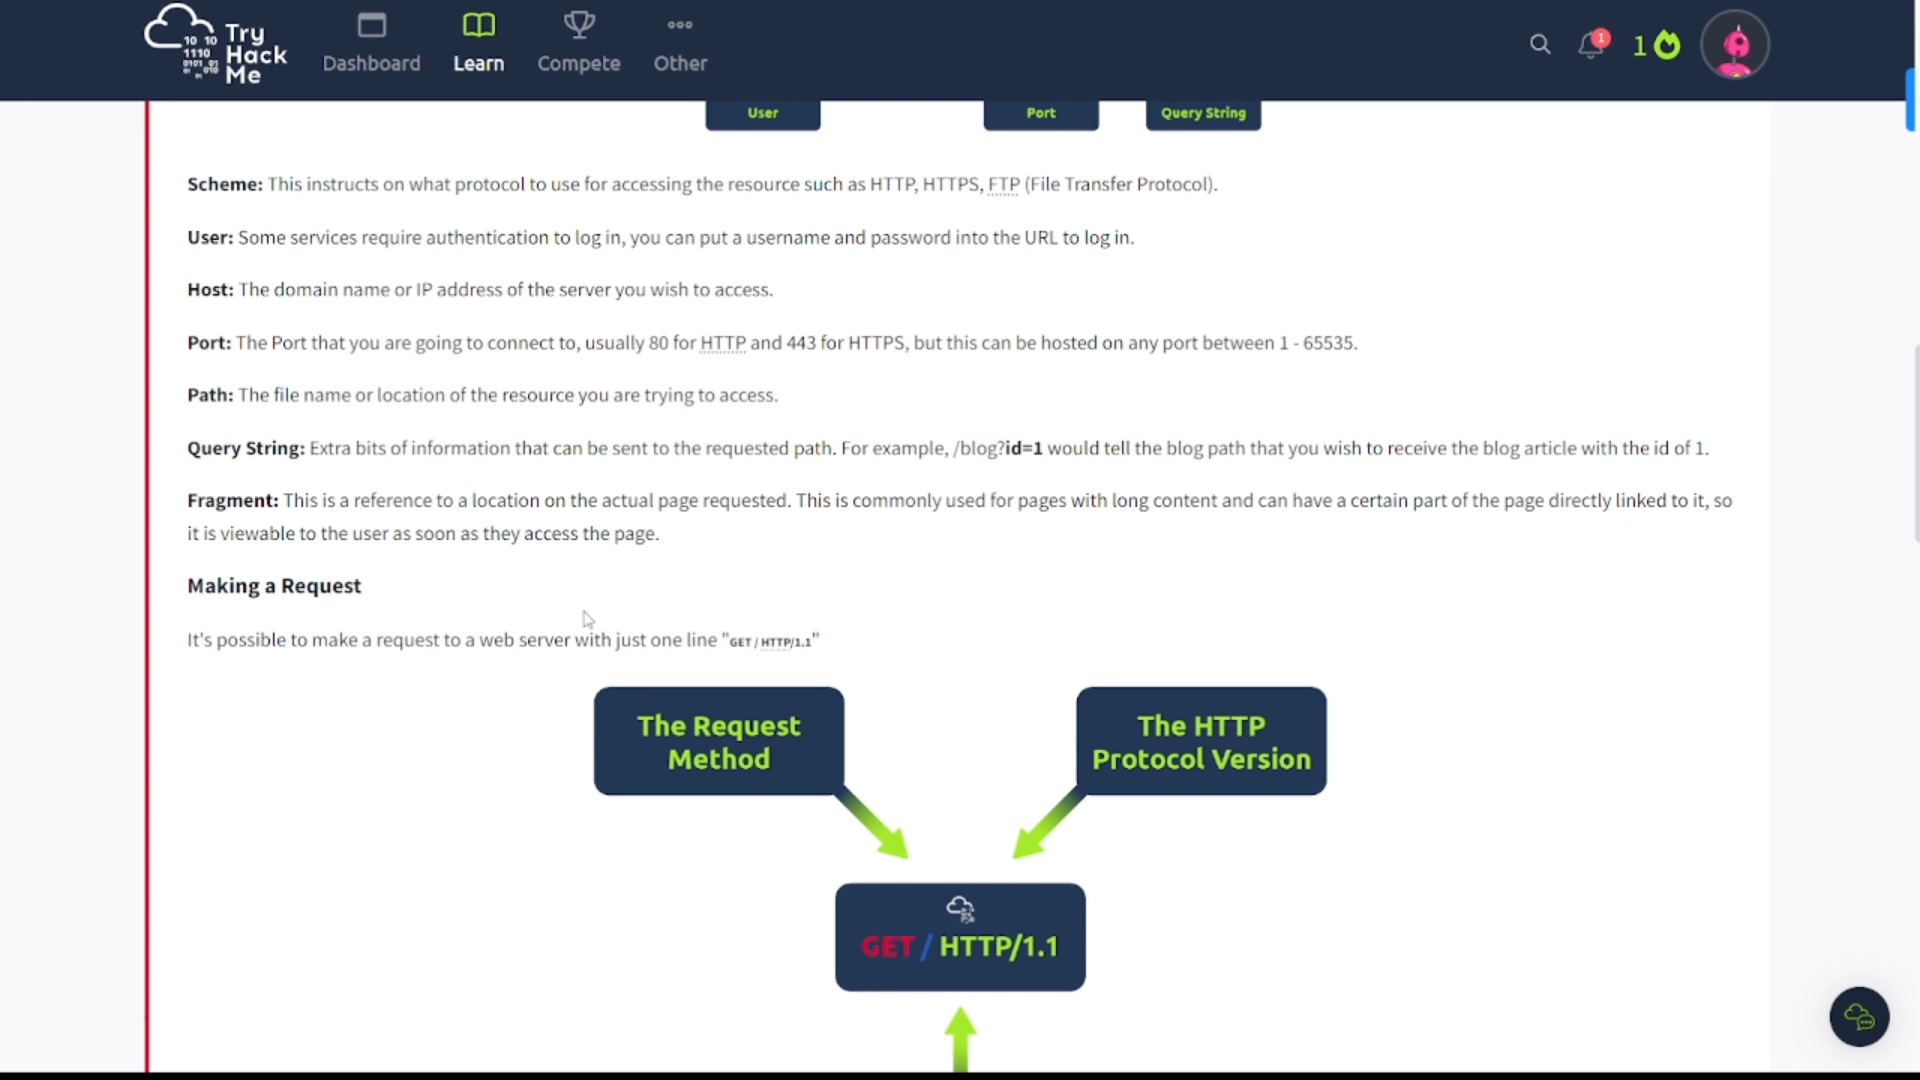 Try
Hack
Me
10 10
1110
0101 01
01 010
Dashboard
Learn
Compete
Other
1
1
User
Port
Query String
Scheme: This instructs on what protocol to use for accessing the resource such as HTTP, HTTPS, FTP (File Transfer Protocol).
User: Some services require authentication to log in, you can put a username and password into the URL to log in.
Host: The domain name or IP address of the server you wish to access.
Port: The Port that you are going to connect to, usually 80 for HTTP and 443 for HTTPS, but this can be hosted on any port between 1 - 65535.
Path: The file name or location of the resource you are trying to access.
Query String: Extra bits of information that can be sent to the requested path. For example, /blog?id=1 would tell the blog path that you wish to receive the blog article with the id of 1.
Fragment: This is a reference to a location on the actual page requested. This is commonly used for pages with long content and can have a certain part of the page directly linked to it, so
it is viewable to the user as soon as they access the page.
Making a Request
It's possible to make a request to a web server with just one line "GET / HTTP/1.1"
The Request
Method
The HTTP
Protocol Version
GET / HTTP/1.1